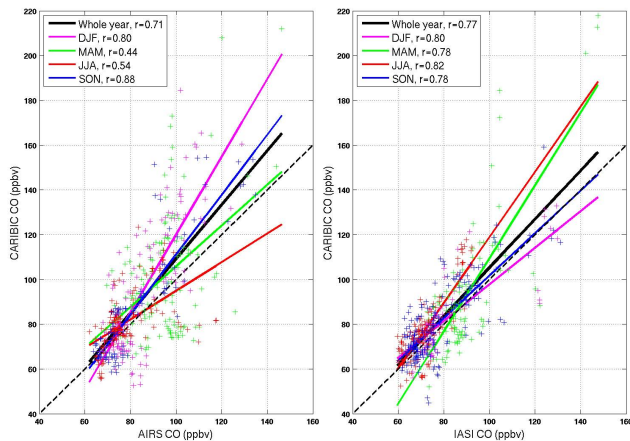 220
200
180
160
140
120
100
80
60
40
40 60 80 100 120 140 160
CARIBIC CO (ppbv)
AIRS CO (ppbv)
Whole year, r=0.71
DJF, r=0.80
MAM, r=0.44
JJA, r=0.54
SON, r=0.88
220
200
180
160
140
120
100
80
60
40
40 60 80 100 120 140 160
CARIBIC CO (ppbv)
IASI CO (ppbv)
Whole year, r=0.77
DJF, r=0.80
MAM, r=0.78
JJA, r=0.82
SON, r=0.78